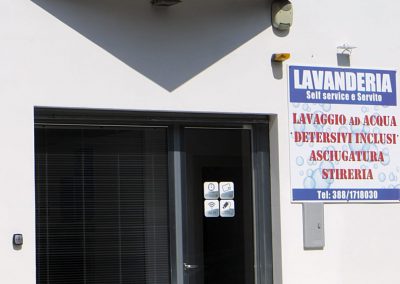 LAVANDERIA
Self service e Servito
LAVAGGIO AD ACQUA
'DETERSIVI INCLUSI'
ASCIUGATURA
STIRERIA
Tel: 388/1718030